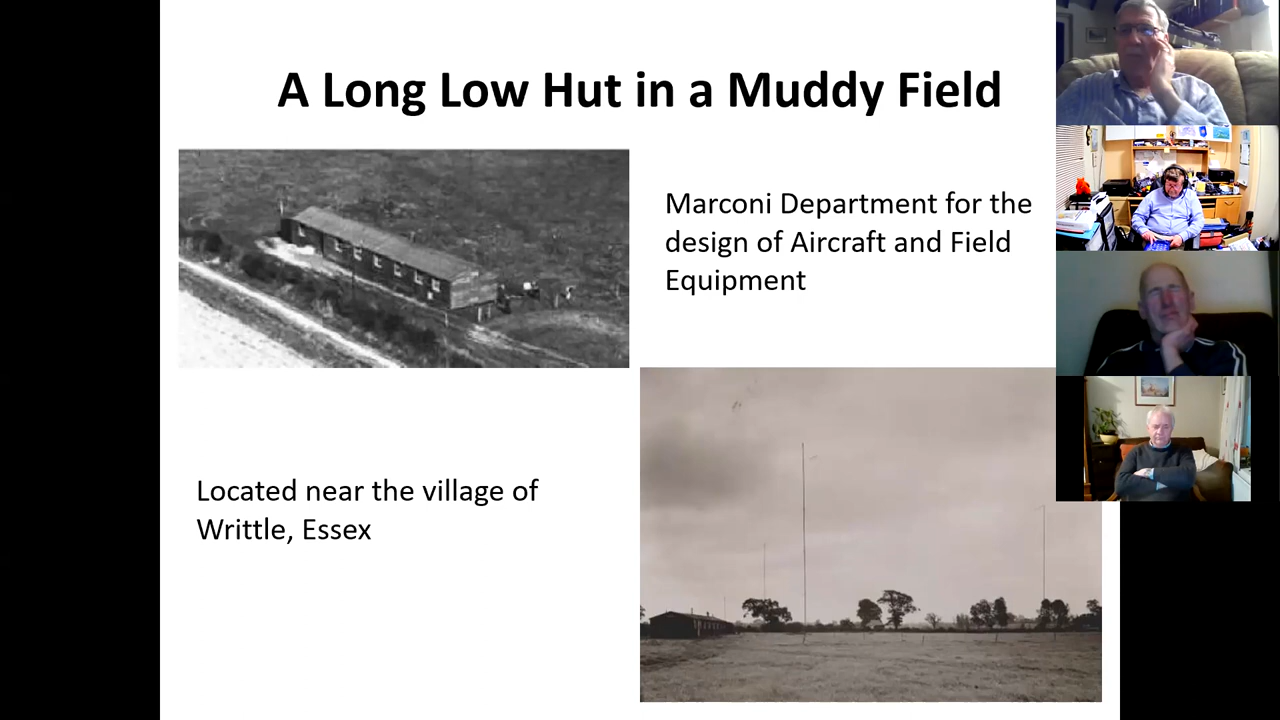 A Long Low Hut in a Muddy Field
Marconi Department for the
design of Aircraft and Field
Equipment
Located near the village of
Writtle, Essex